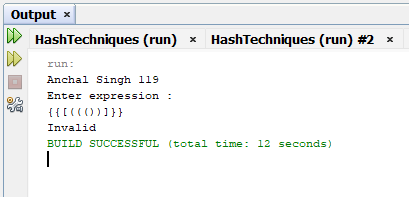 Output ×
HashTechniques (run) × HashTechniques (run) #2 ×
run:
Anchal Singh 119
Enter expression :
{{[((())]}}
Invalid
BUILD SUCCESSFUL (total time: 12 seconds)